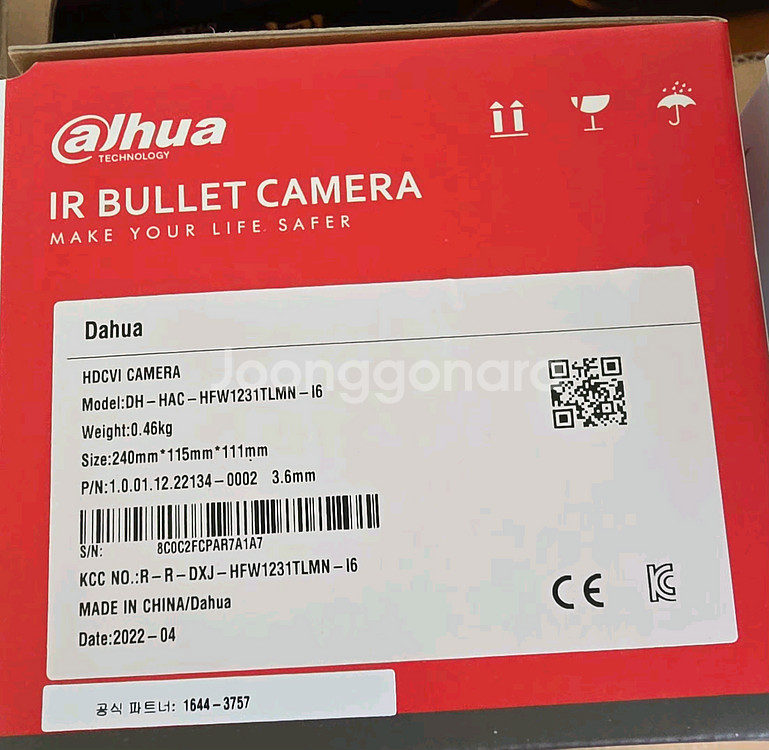 alhua
TECHNOLOGY
IR BULLET CAMERA
MAKE YOUR LIFE SAFER
Dahua
HDCVI CAMERA
Joonggonara
Model:DH-HAC-HFW1231TLMN-I6
Weight:0.46kg
Size:240mm*115mm*111mm
P/N:1.0.01.12.22134-0002 3.6mm
S/N: 8C0C2FCPAR7A1A7
KCC NO.:R-R-DXJ-HFW1231TLMN-I6
MADE IN CHINA/Dahua
Date:2022-04
CE
KC
공식 파트너: 1644-3757